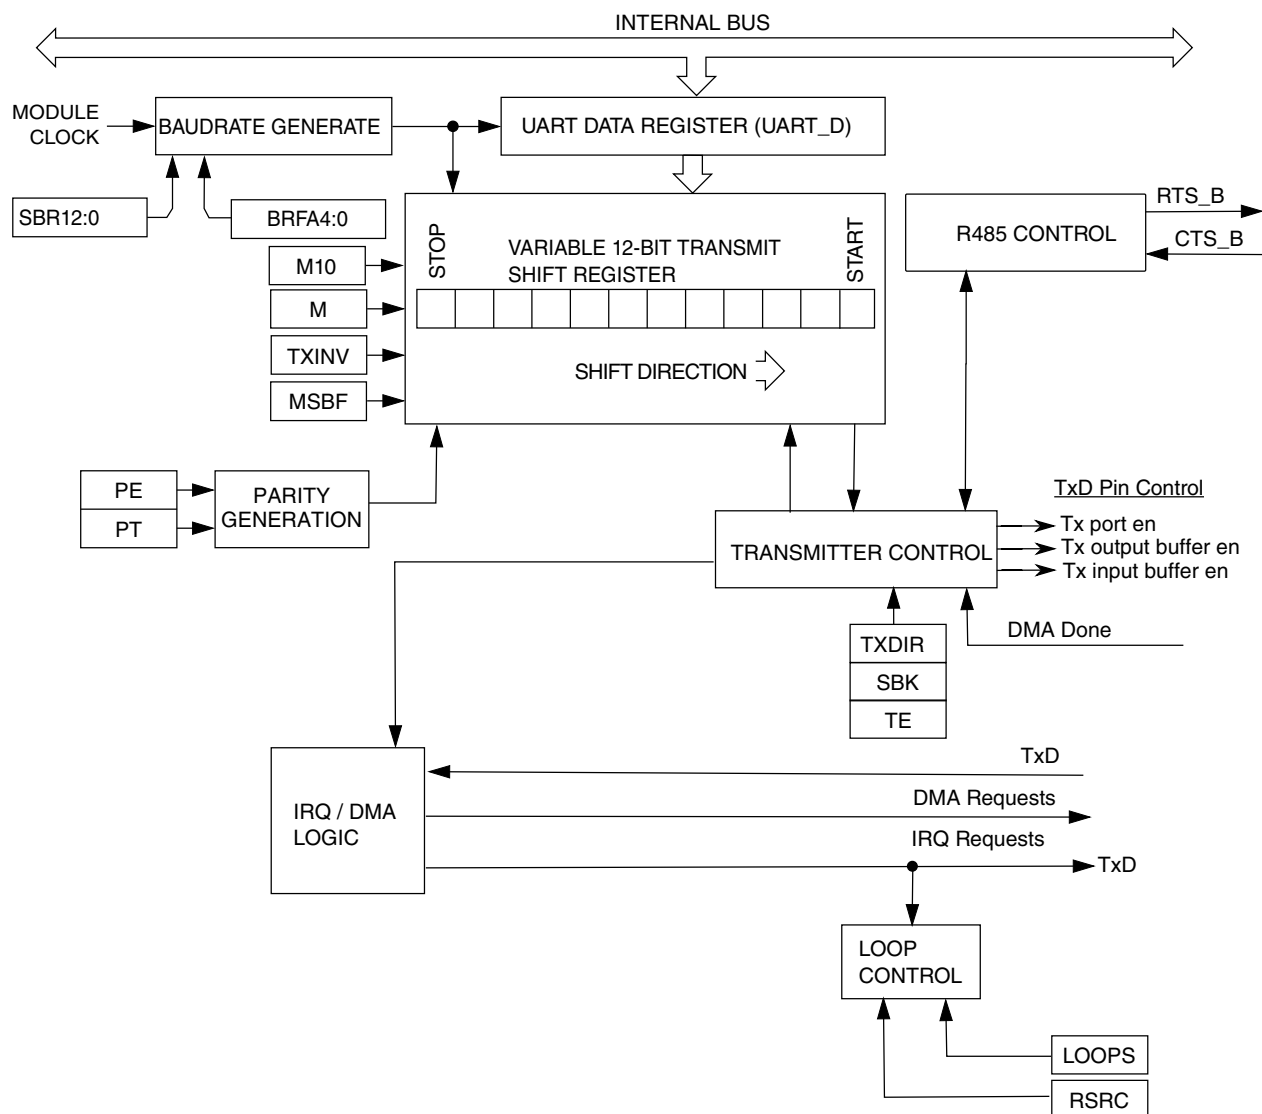 INTERNAL BUS
MODULE
CLOCK
BAUDRATE GENERATE
UART DATA REGISTER (UART_D)
SBR12:0
BRFA4:0
RTS_B
R485 CONTROL
CTS_B
STOP
VARIABLE 12-BIT TRANSMIT
SHIFT REGISTER
START
M10
M
TXINV
MSBF
SHIFT DIRECTION
PE
PT
PARITY
GENERATION
TxD Pin Control
Tx port en
Tx output buffer en
Tx input buffer en
TRANSMITTER CONTROL
DMA Done
TXDIR
SBK
TE
TxD
IRQ / DMA
LOGIC
DMA Requests
IRQ Requests
TxD
LOOP
CONTROL
LOOPS
RSRC